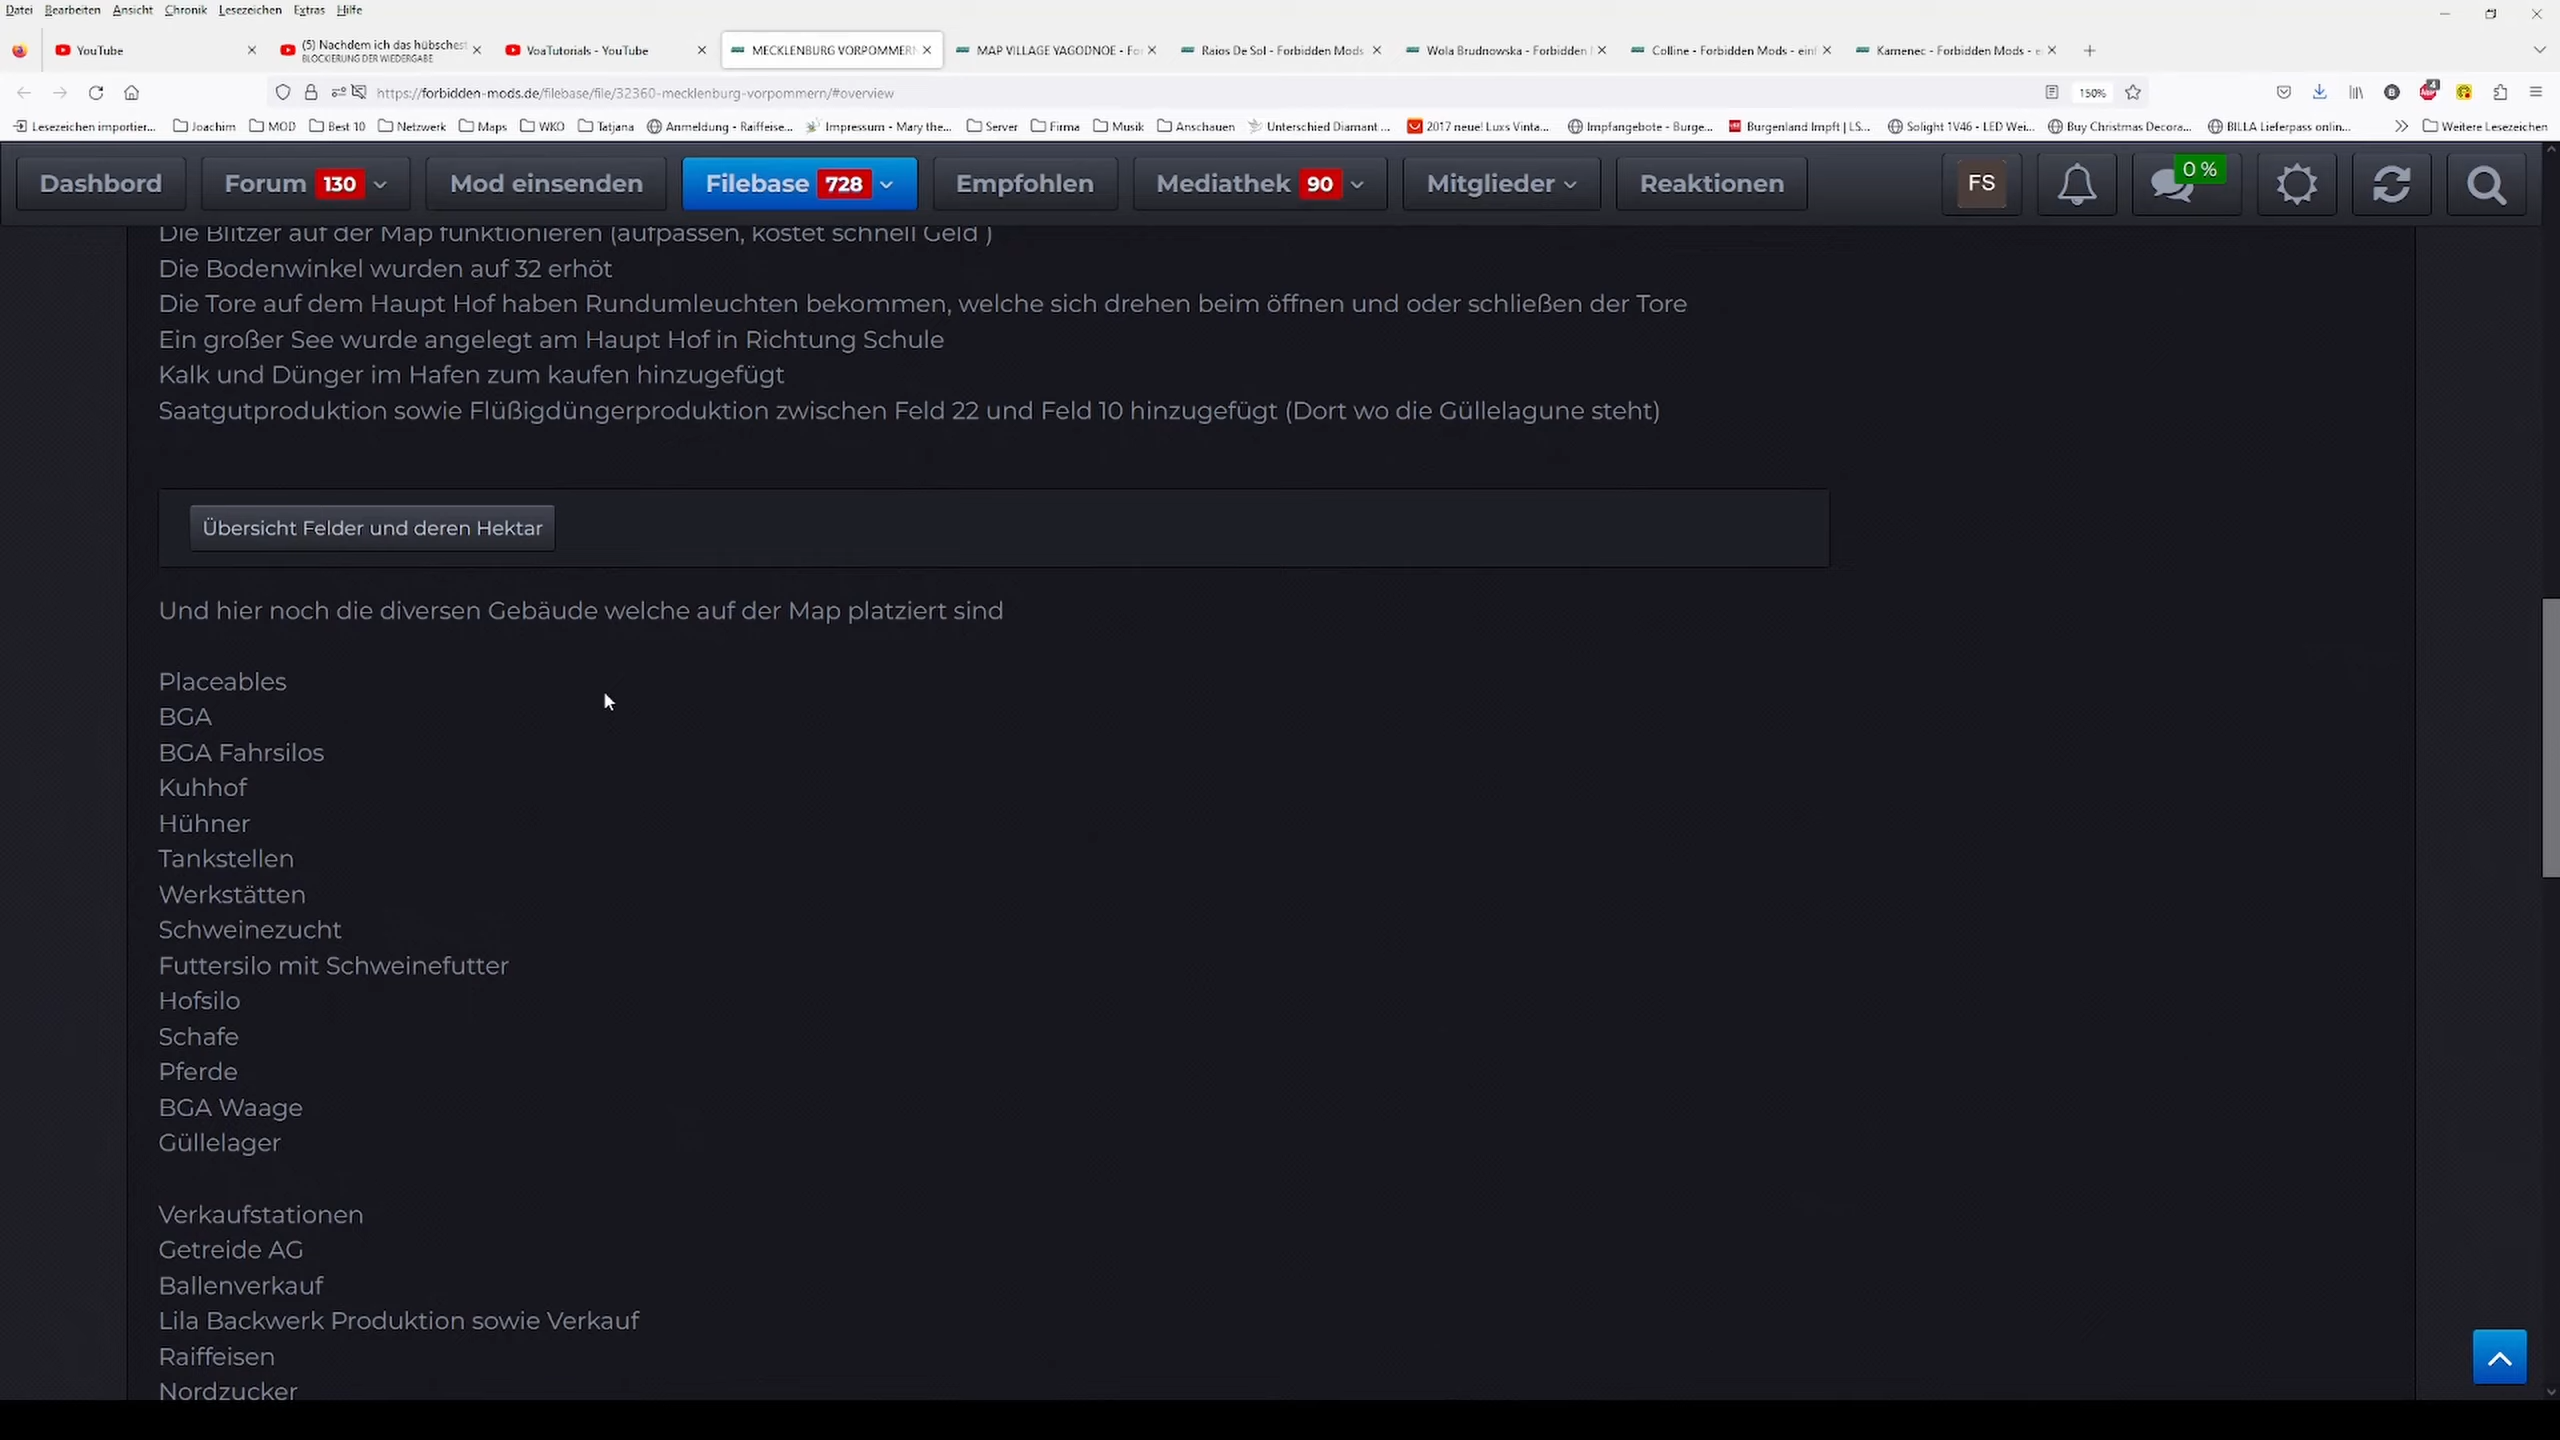 Datei Bearbeiten Ansicht Chronik Lesezeichen Extras Hilfe
YouTube
(5) Nachdem ich das hübschest
BLOCKIERUNG DER WIEDERGABE
VoaTutorials - YouTube
MECKLENBURG VORPOMMERN
MAP VILLAGE YAGODNOE - Fo
Raios De Sol - Forbidden Mods
Wola Brudnowska - Forbidden
Colline - Forbidden Mods - einf
Kamenec - Forbidden Mods - e
https://forbidden-mods.de/filebase/file/32360-mecklenburg-vorpommern/#overview
150%
4
Lesezeichen importier... Joachim MOD Best 10 Netzwerk Maps WKO Tatjana Anmeldung - Raiffeise... Impressum - Mary the... Server Firma Musik Anschauen Unterschied Diamant ... 2017 neue! Luxs Vinta... Impfangebote - Burge... Burgenland Impft | LS... Solight 1V46 - LED Wei... Buy Christmas Decora... BILLA Lieferpass onlin... Weitere Lesezeichen
Dashbord Forum 130 Mod einsenden Filebase 728 Empfohlen Mediathek 90 Mitglieder Reaktionen FS 0 %
Die Blitzer auf der Map funktionieren (aufpassen, kostet schnell Geld )
Die Bodenwinkel wurden auf 32 erhöt
Die Tore auf dem Haupt Hof haben Rundumleuchten bekommen, welche sich drehen beim öffnen und oder schließen der Tore
Ein großer See wurde angelegt am Haupt Hof in Richtung Schule
Kalk und Dünger im Hafen zum kaufen hinzugefügt
Saatgutproduktion sowie Flüßigdüngerproduktion zwischen Feld 22 und Feld 10 hinzugefügt (Dort wo die Güllelagune steht)
Übersicht Felder und deren Hektar
Und hier noch die diversen Gebäude welche auf der Map platziert sind
Placeables
BGA
BGA Fahrsilos
Kuhhof
Hühner
Tankstellen
Werkstätten
Schweinezucht
Futtersilo mit Schweinefutter
Hofsilo
Schafe
Pferde
BGA Waage
Güllelager
Verkaufstationen
Getreide AG
Ballenverkauf
Lila Backwerk Produktion sowie Verkauf
Raiffeisen
Nordzucker